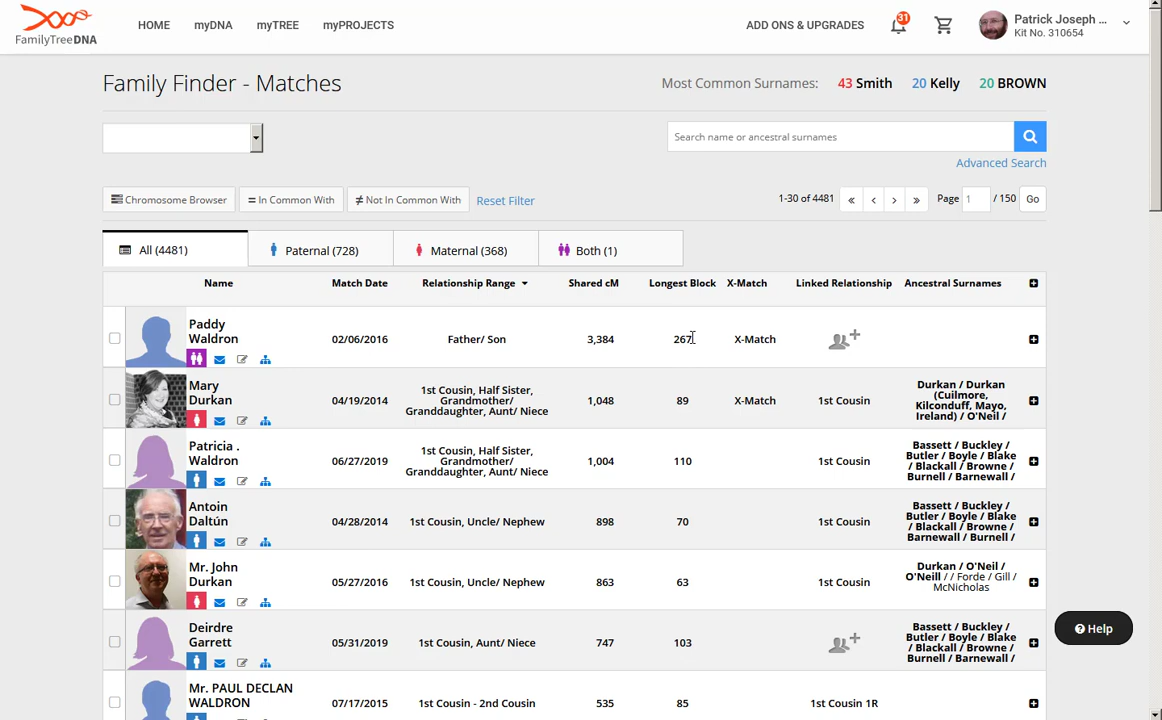 FamilyTreeDNA
HOME myDNA myTREE myPROJECTS ADD ONS & UPGRADES 31 Patrick Joseph ...
Kit No. 310654
Family Finder - Matches Most Common Surnames: 43 Smith 20 Kelly 20 BROWN
Search name or ancestral surnames
Advanced Search
Chromosome Browser = In Common With ≠ Not In Common With Reset Filter 1-30 of 4481 « ‹ › » Page 1 / 150 Go
All (4481) Paternal (728) Maternal (368) Both (1)
Name Match Date Relationship Range Shared cM Longest Block X-Match Linked Relationship Ancestral Surnames
Paddy
Waldron 02/06/2016 Father/ Son 3,384 267 X-Match
Mary
Durkan 04/19/2014 1st Cousin, Half Sister,
Grandmother/
Granddaughter, Aunt/ Niece 1,048 89 X-Match 1st Cousin Durkan / Durkan
(Cuilmore,
Kilconduff, Mayo,
Ireland) / O'Neil /
Patricia .
Waldron 06/27/2019 1st Cousin, Half Sister,
Grandmother/
Granddaughter, Aunt/ Niece 1,004 110 1st Cousin Bassett / Buckley /
Butler / Boyle / Blake
/ Blackall / Browne /
Burnell / Barnewall /
Antoin
Daltún 04/28/2014 1st Cousin, Uncle/ Nephew 898 70 1st Cousin Bassett / Buckley /
Butler / Boyle / Blake
/ Blackall / Browne /
Barnewall / Burnell /
Mr. John
Durkan 05/27/2016 1st Cousin, Uncle/ Nephew 863 63 1st Cousin Durkan / O'Neil /
O'Neill / / Forde / Gill /
McNicholas
Deirdre
Garrett 05/31/2019 1st Cousin, Aunt/ Niece 747 103 Bassett / Buckley /
Butler / Boyle / Blake
/ Blackall / Browne /
Burnell / Barnewall /
Help
Mr. PAUL DECLAN
WALDRON 07/17/2015 1st Cousin - 2nd Cousin 535 85 1st Cousin 1R